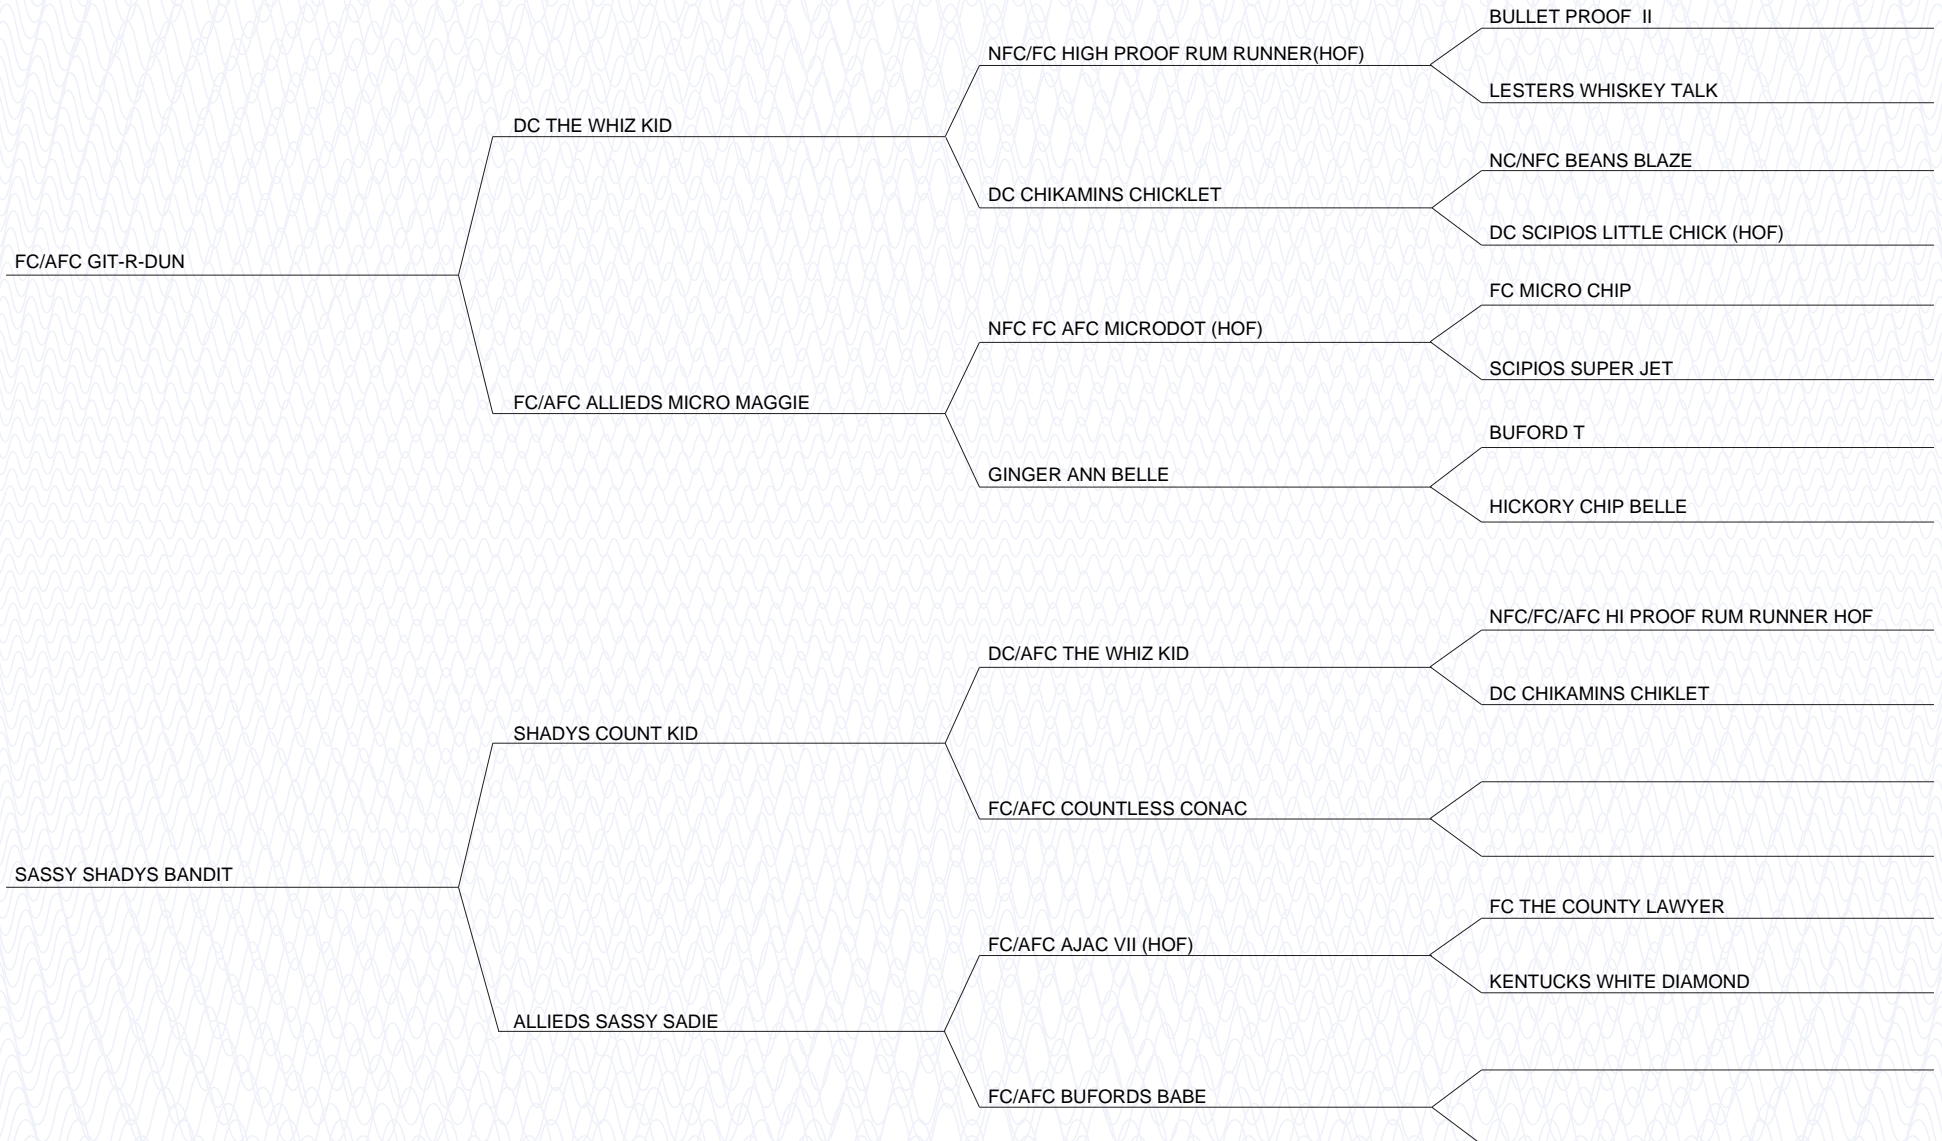 BULLET PROOF  II
NFC/FC HIGH PROOF RUM RUNNER(HOF)
LESTERS WHISKEY TALK
DC THE WHIZ KID
NC/NFC BEANS BLAZE
DC CHIKAMINS CHICKLET
DC SCIPIOS LITTLE CHICK (HOF)
FC/AFC GIT-R-DUN
FC MICRO CHIP
NFC FC AFC MICRODOT (HOF)
SCIPIOS SUPER JET
FC/AFC ALLIEDS MICRO MAGGIE
BUFORD T
GINGER ANN BELLE
HICKORY CHIP BELLE
NFC/FC/AFC HI PROOF RUM RUNNER HOF
DC/AFC THE WHIZ KID
DC CHIKAMINS CHIKLET
SHADYS COUNT KID
FC/AFC COUNTLESS CONAC
SASSY SHADYS BANDIT
FC THE COUNTY LAWYER
FC/AFC AJAC VII (HOF)
KENTUCKS WHITE DIAMOND
ALLIEDS SASSY SADIE
FC/AFC BUFORDS BABE